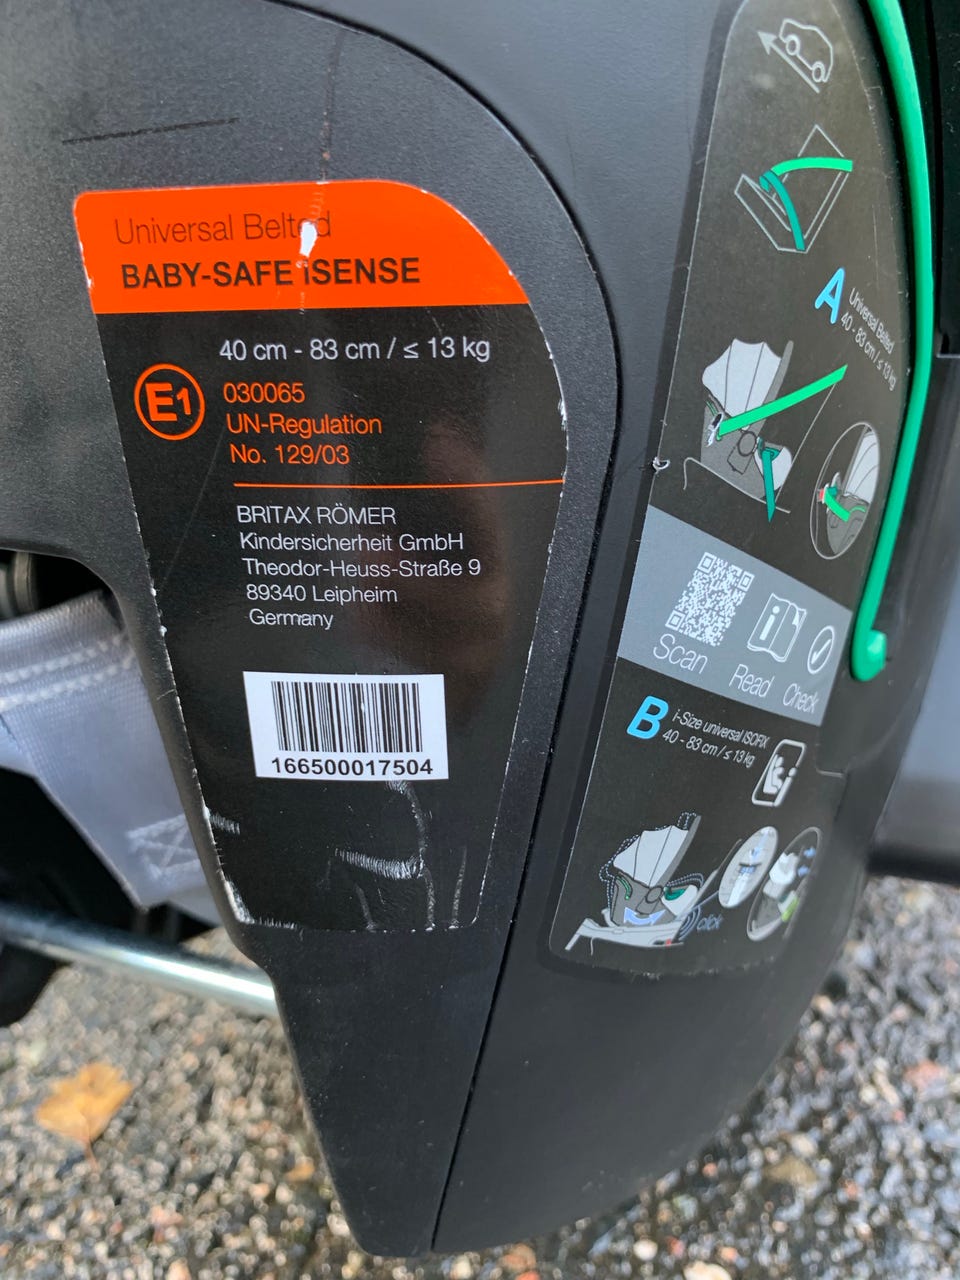 Universal Belted
BABY-SAFE iSENSE
40 cm - 83 cm / ≤ 13 kg
E1
030065
UN-Regulation
No. 129/03
BRITAX RÖMER
Kindersicherheit GmbH
Theodor-Heuss-Straße 9
89340 Leipheim
Germany
166500017504
A
Universal Belted
40 - 83 cm / ≤ 13 kg
i
Scan Read Check
B
i-Size universal ISOFIX
40 - 83 cm / ≤ 13 kg
click